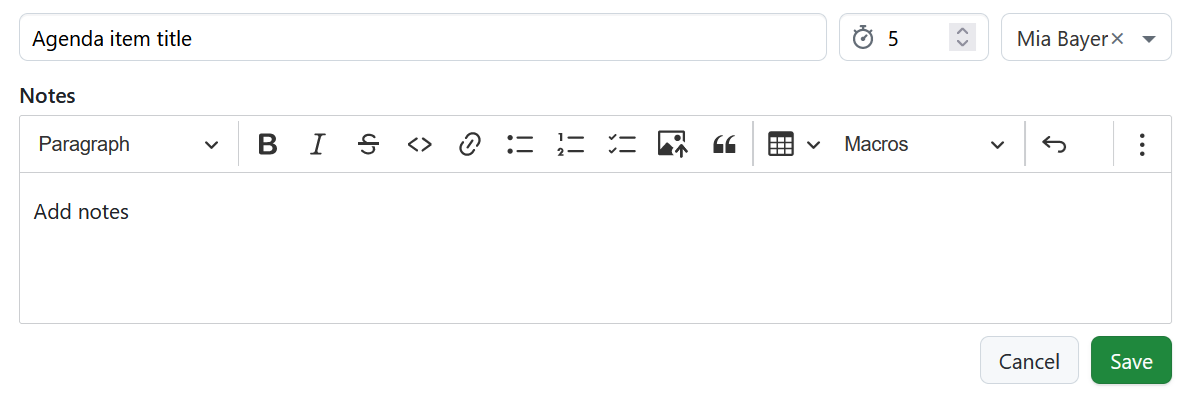 Agenda item title 5 Mia Bayer×
Notes
Paragraph Macros
Add notes
Cancel Save